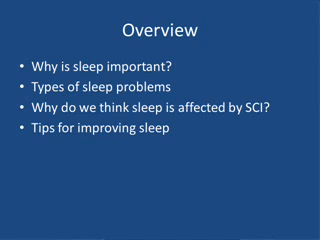 Overview
• Why is sleep important?
• Types of sleep problems
• Why do we think sleep is affected by SCI?
• Tips for improving sleep